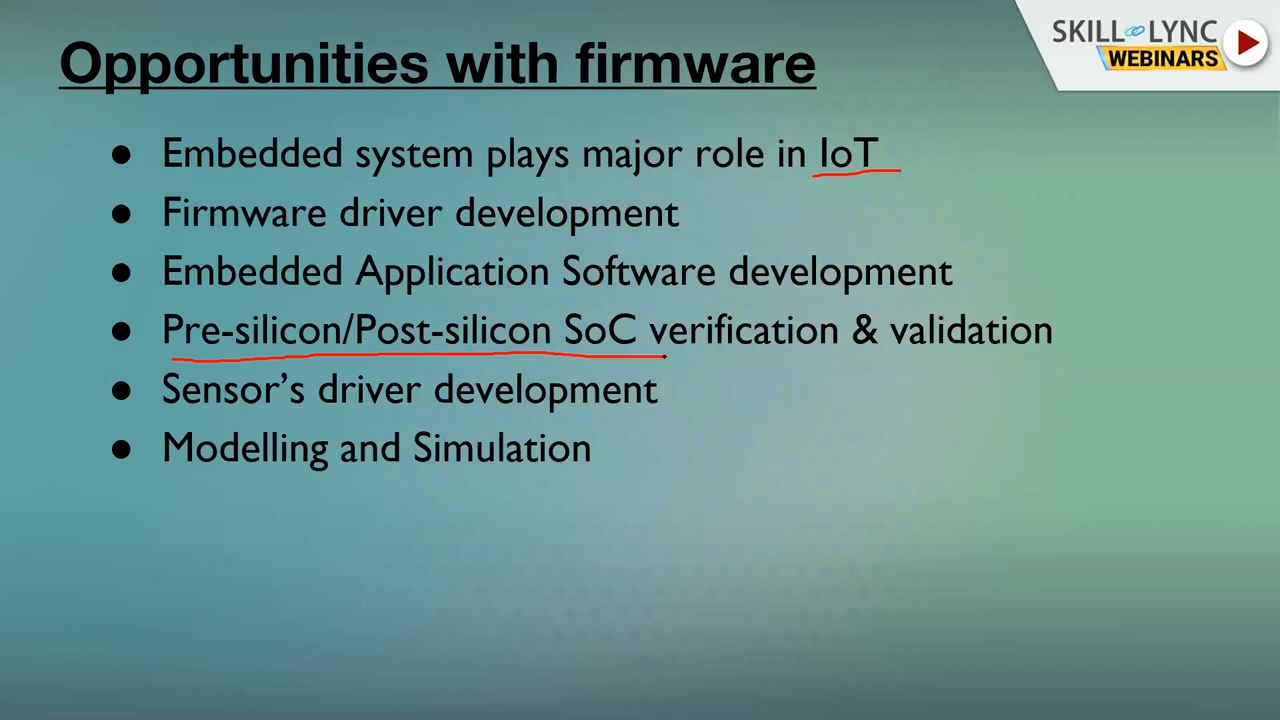 Opportunities with firmware
SKILL LYNC
WEBINARS
● Embedded system plays major role in IoT
● Firmware driver development
● Embedded Application Software development
● Pre-silicon/Post-silicon SoC verification & validation
● Sensor’s driver development
● Modelling and Simulation